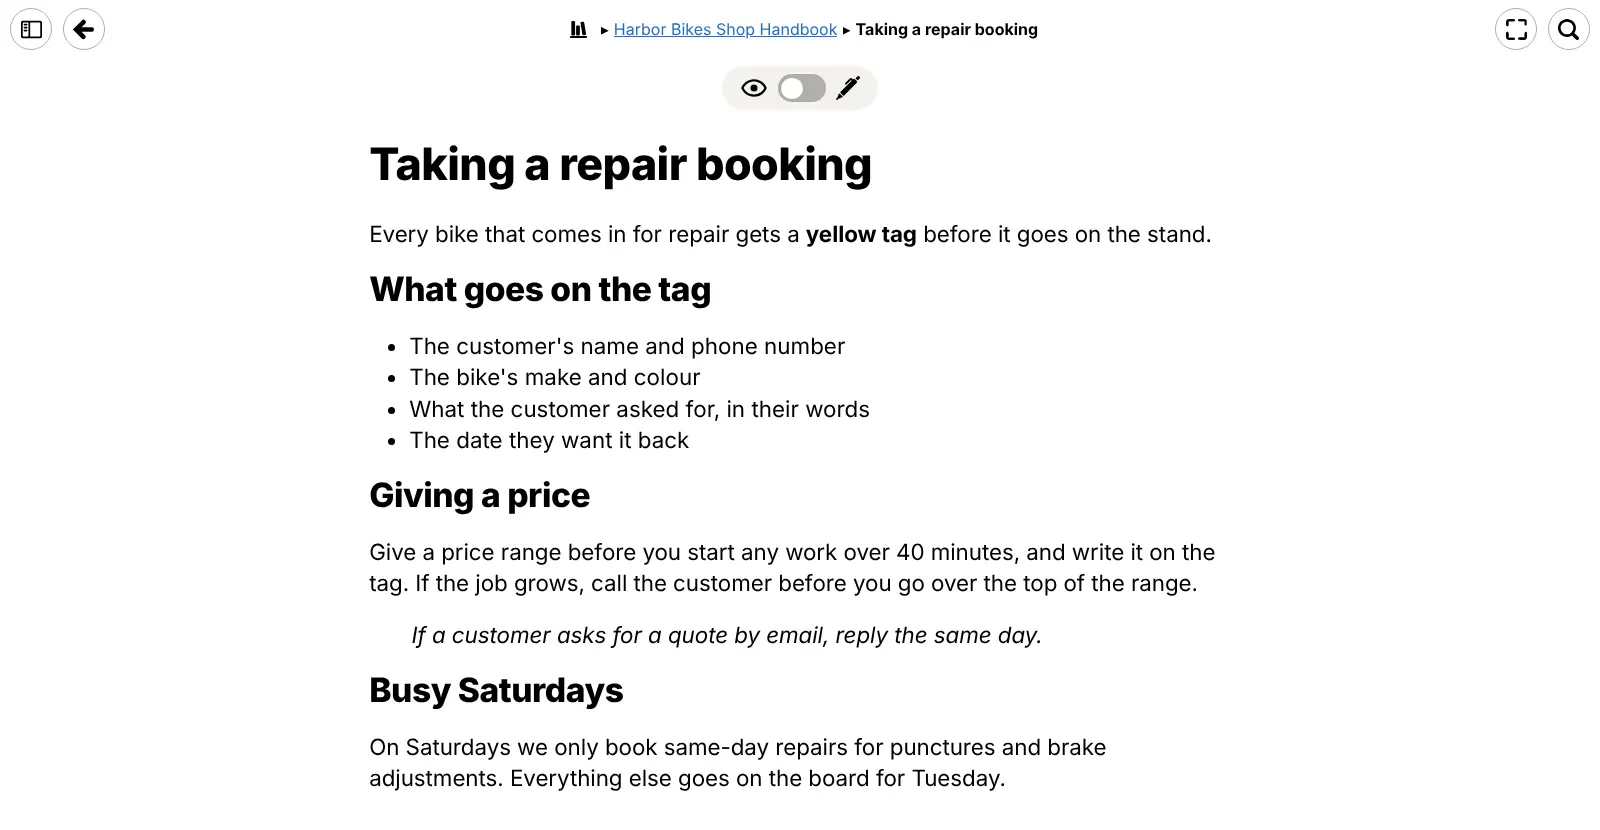 Harbor Bikes Shop Handbook ▸ Taking a repair booking
Taking a repair booking
Every bike that comes in for repair gets a yellow tag before it goes on the stand.
What goes on the tag
• The customer's name and phone number
• The bike's make and colour
• What the customer asked for, in their words
• The date they want it back
Giving a price
Give a price range before you start any work over 40 minutes, and write it on the
tag. If the job grows, call the customer before you go over the top of the range.
If a customer asks for a quote by email, reply the same day.
Busy Saturdays
On Saturdays we only book same-day repairs for punctures and brake
adjustments. Everything else goes on the board for Tuesday.